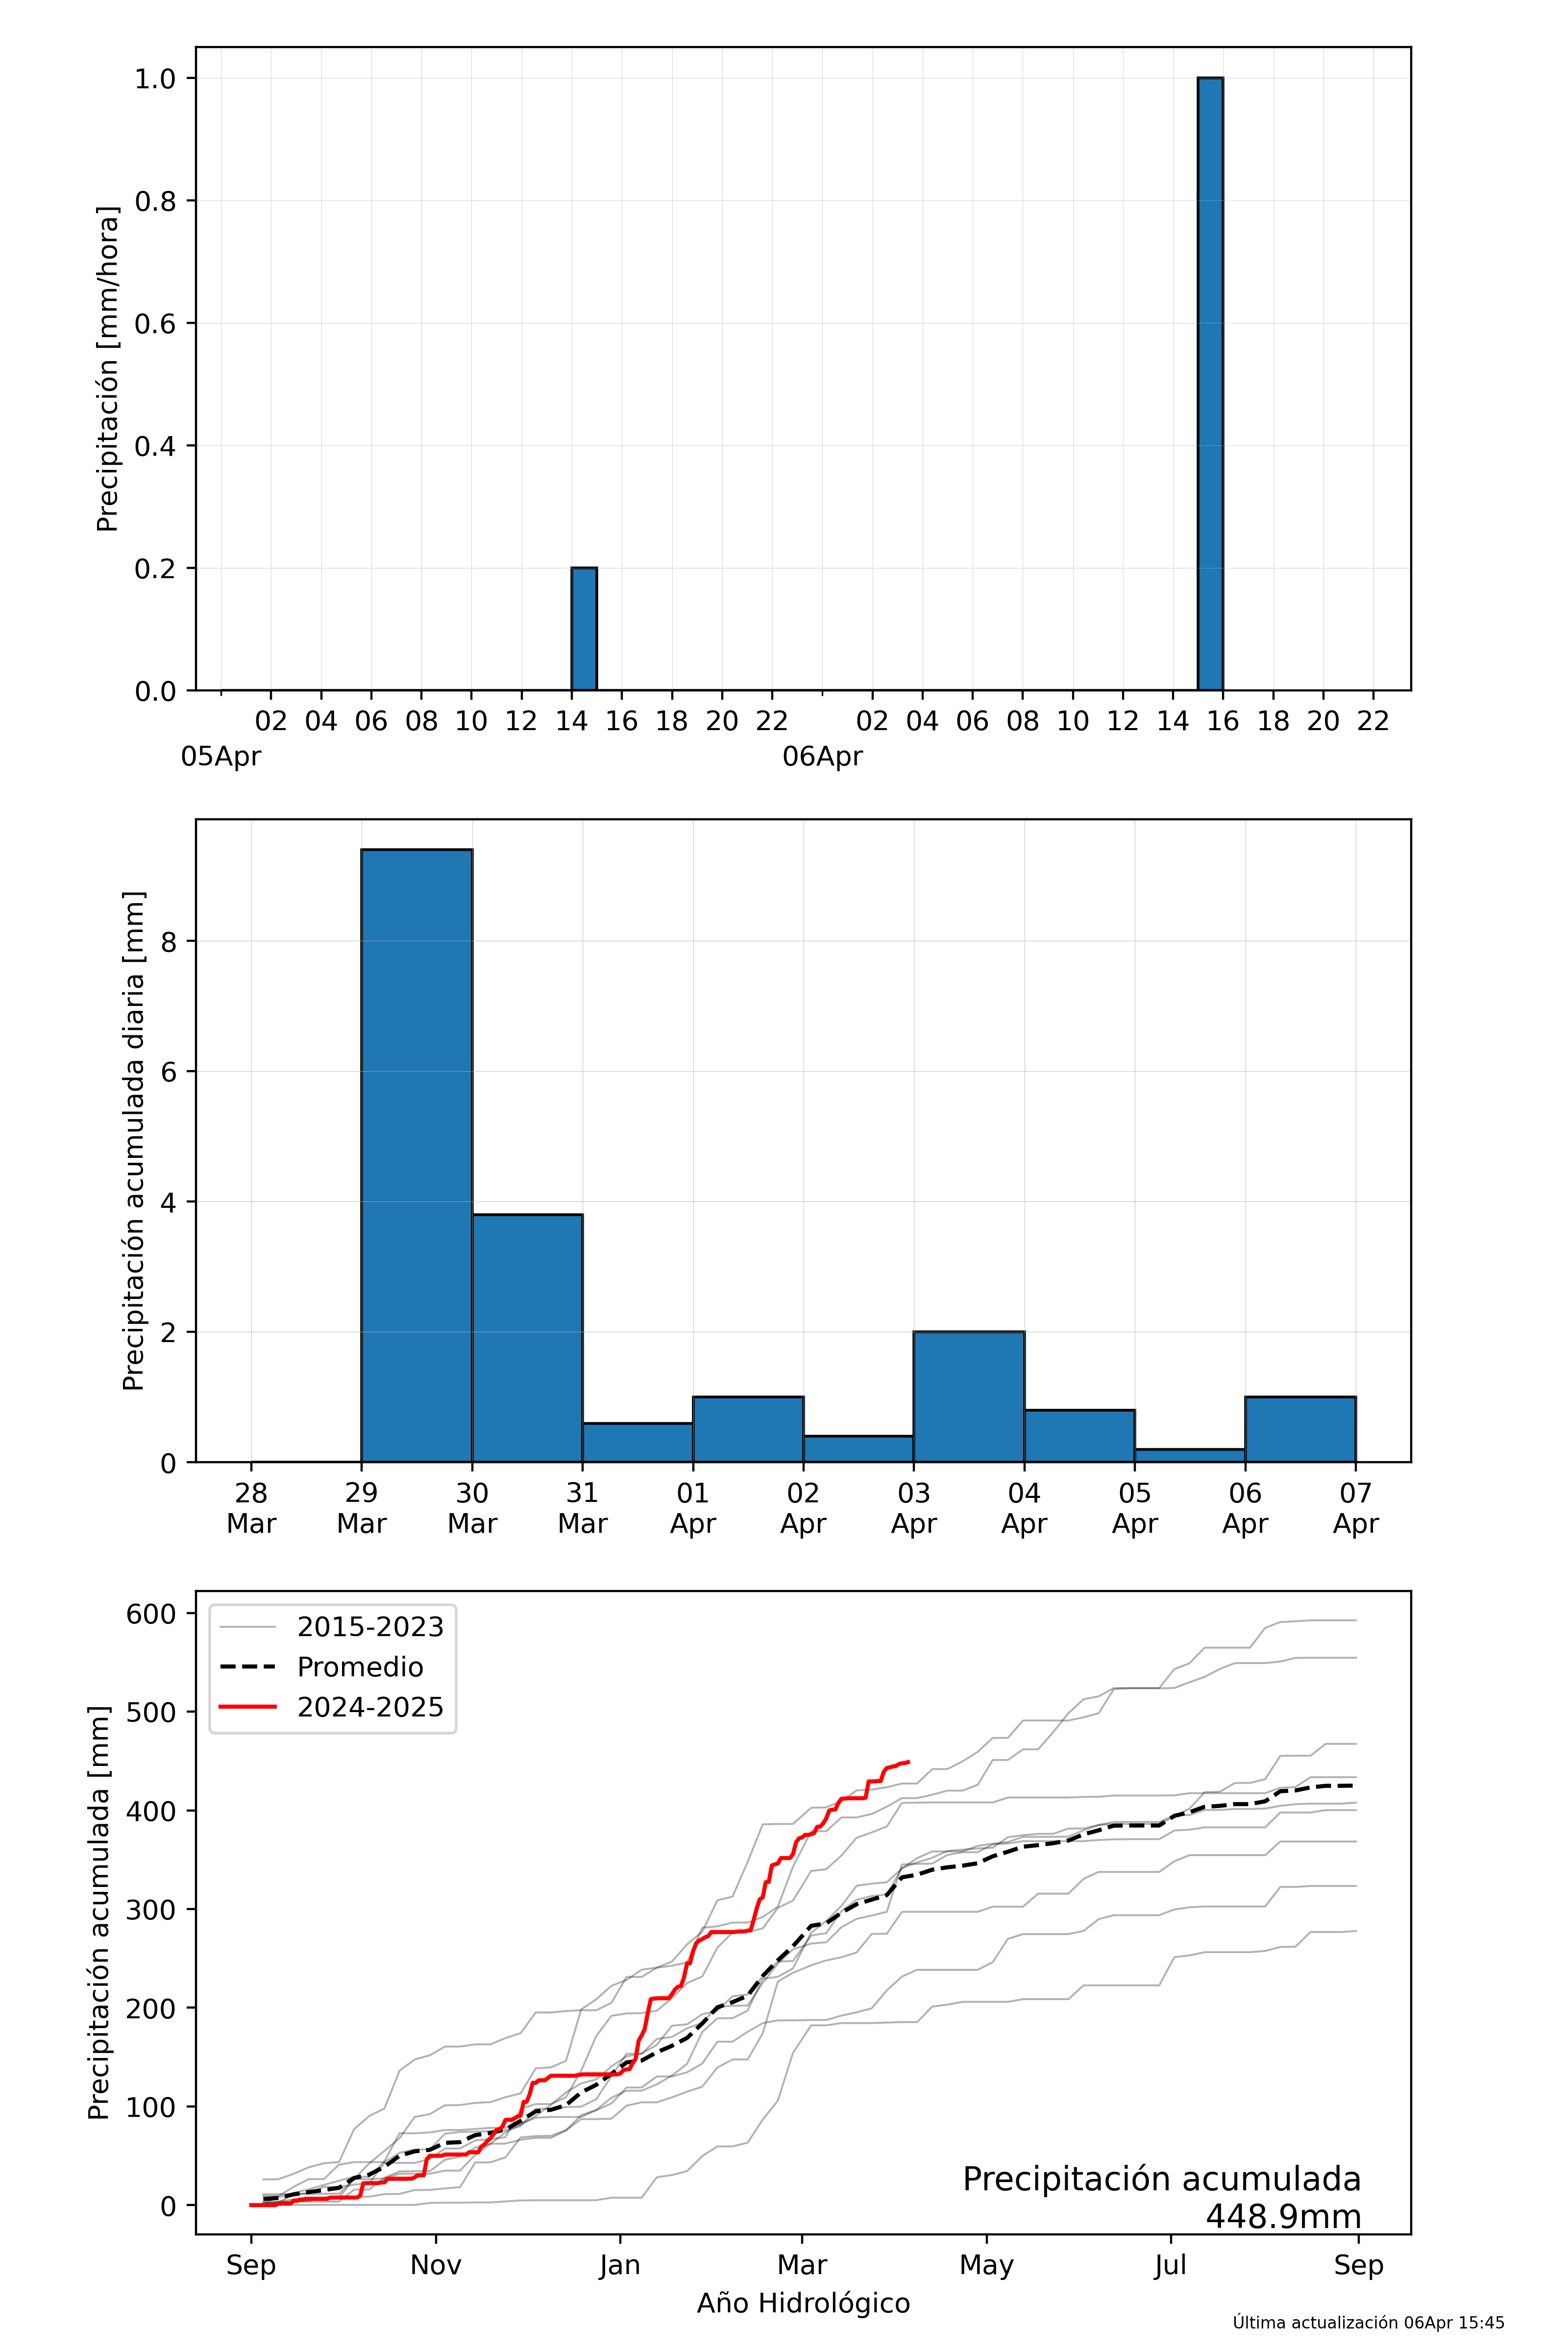 Precipitación [mm/hora]
1.0
0.8
0.6
0.4
0.2
0.0
02 04 06 08 10 12 14 16 18 20 22 02 04 06 08 10 12 14 16 18 20 22
05Apr 06Apr
Precipitación acumulada diaria [mm]
8
6
4
2
0
28 29 30 31 01 02 03 04 05 06 07
Mar Mar Mar Mar Apr Apr Apr Apr Apr Apr Apr
Precipitación acumulada [mm]
600
500
400
300
200
100
0
2015-2023
Promedio
2024-2025
Precipitación acumulada
448.9mm
Sep Nov Jan Mar May Jul Sep
Año Hidrológico
Última actualización 06Apr 15:45